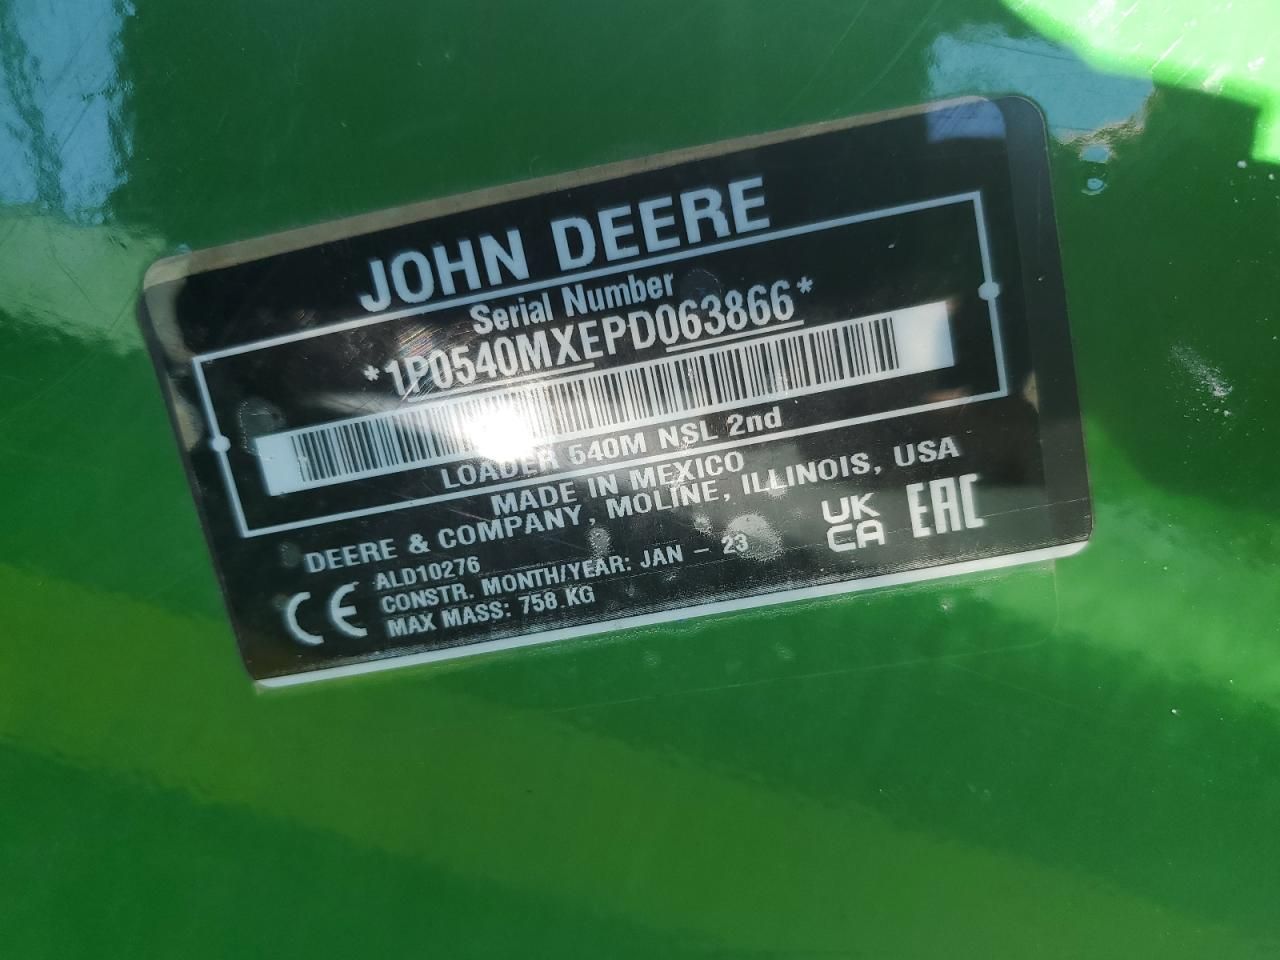 JOHN DEERE
Serial Number
*1P0540MXEPD063866*
LOADER 540M NSL 2nd
MADE IN MEXICO
DEERE & COMPANY, MOLINE, ILLINOIS, USA
ALD10276
CONSTR. MONTH/YEAR: JAN - 23
MAX MASS: 758 KG
CE
UK
CA
EAC